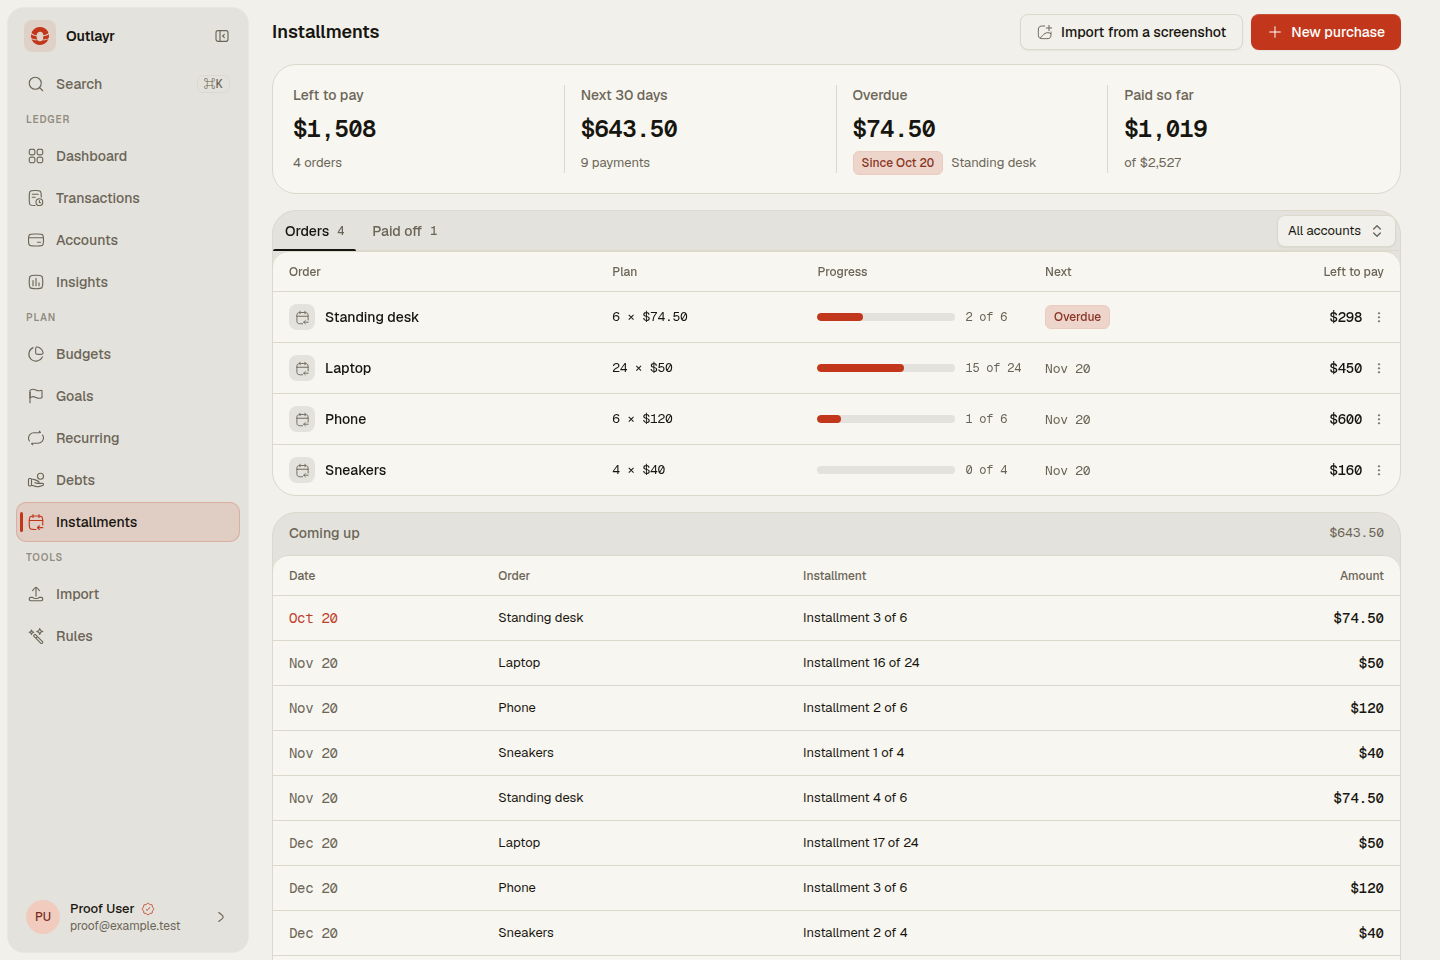 Outlayr
Search ⌘K
LEDGER
Dashboard
Transactions
Accounts
Insights
PLAN
Budgets
Goals
Recurring
Debts
Installments
TOOLS
Import
Rules
PU
Proof User
proof@example.test
Installments
Import from a screenshot
New purchase
Left to pay
$1,508
4 orders
Next 30 days
$643.50
9 payments
Overdue
$74.50
Since Oct 20 Standing desk
Paid so far
$1,019
of $2,527
Orders 4 Paid off 1 All accounts
Order Plan Progress Next Left to pay
Standing desk 6 × $74.50 2 of 6 Overdue $298
Laptop 24 × $50 15 of 24 Nov 20 $450
Phone 6 × $120 1 of 6 Nov 20 $600
Sneakers 4 × $40 0 of 4 Nov 20 $160
Coming up $643.50
Date Order Installment Amount
Oct 20 Standing desk Installment 3 of 6 $74.50
Nov 20 Laptop Installment 16 of 24 $50
Nov 20 Phone Installment 2 of 6 $120
Nov 20 Sneakers Installment 1 of 4 $40
Nov 20 Standing desk Installment 4 of 6 $74.50
Dec 20 Laptop Installment 17 of 24 $50
Dec 20 Phone Installment 3 of 6 $120
Dec 20 Sneakers Installment 2 of 4 $40